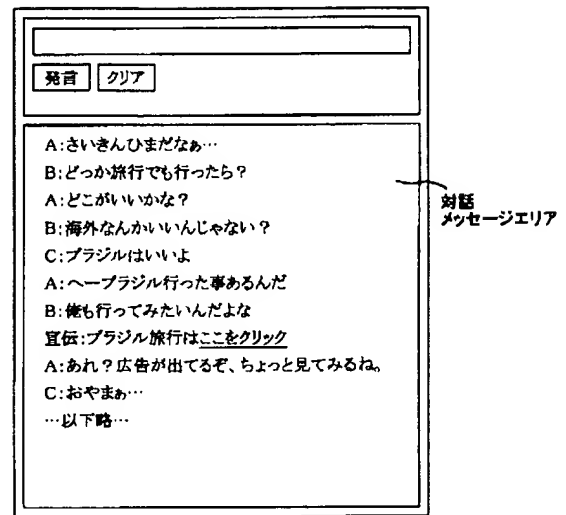 発言 クリア
A:さいきんひまだなぁ…
B:どっか旅行でも行ったら？
A:どこがいいかな？
B:海外なんかいいんじゃない？
C:ブラジルはいいよ
A:へーブラジル行った事あるんだ
B:俺も行ってみたいんだよな
宣伝:ブラジル旅行はここをクリック
A:あれ？広告が出てるぞ、ちょっと見てみるね。
C:おやまぁ…
…以下略…
対話
メッセージエリア